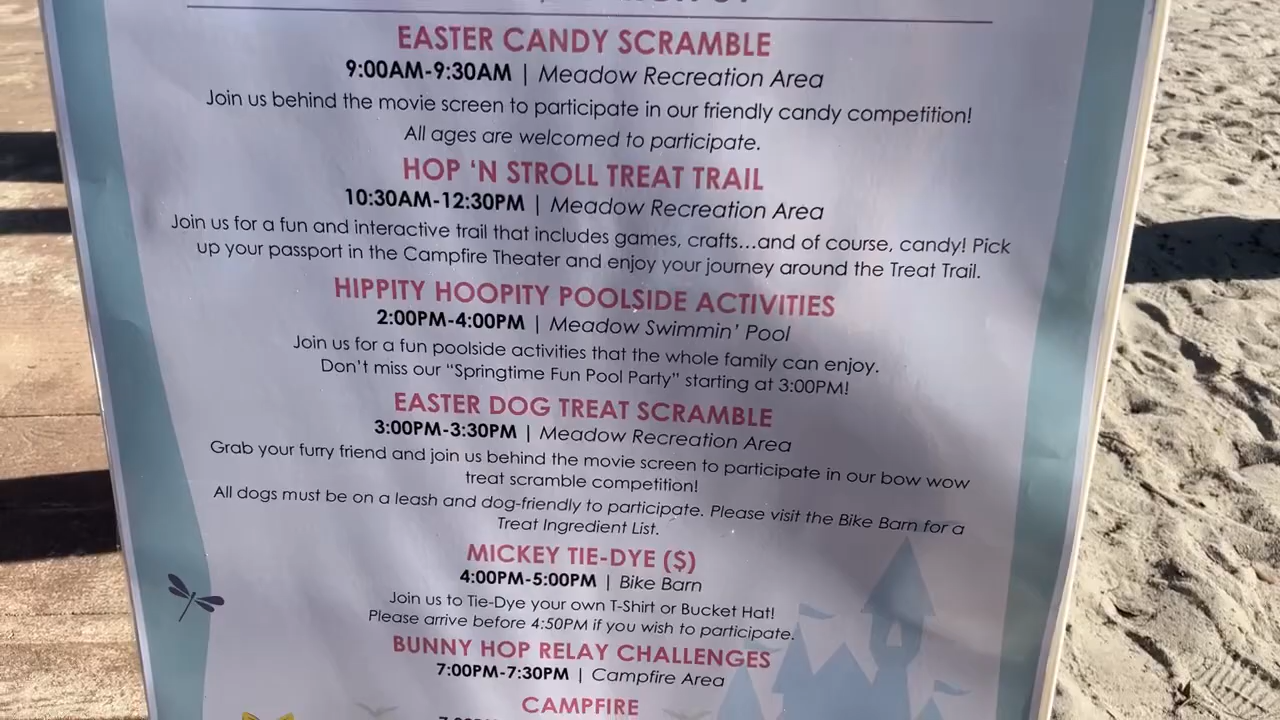 EASTER CANDY SCRAMBLE
9:00AM-9:30AM | Meadow Recreation Area
Join us behind the movie screen to participate in our friendly candy competition!
All ages are welcomed to participate.
HOP ‘N STROLL TREAT TRAIL
10:30AM-12:30PM | Meadow Recreation Area
Join us for a fun and interactive trail that includes games, crafts...and of course, candy! Pick
up your passport in the Campfire Theater and enjoy your journey around the Treat Trail.
HIPPITY HOOPITY POOLSIDE ACTIVITIES
2:00PM-4:00PM | Meadow Swimmin’ Pool
Join us for a fun poolside activities that the whole family can enjoy.
Don’t miss our “Springtime Fun Pool Party” starting at 3:00PM!
EASTER DOG TREAT SCRAMBLE
3:00PM-3:30PM | Meadow Recreation Area
Grab your furry friend and join us behind the movie screen to participate in our bow wow
treat scramble competition!
All dogs must be on a leash and dog-friendly to participate. Please visit the Bike Barn for a
Treat Ingredient List.
MICKEY TIE-DYE ($)
4:00PM-5:00PM | Bike Barn
Join us to Tie-Dye your own T-Shirt or Bucket Hat!
Please arrive before 4:50PM if you wish to participate.
BUNNY HOP RELAY CHALLENGES
7:00PM-7:30PM | Campfire Area
CAMPFIRE